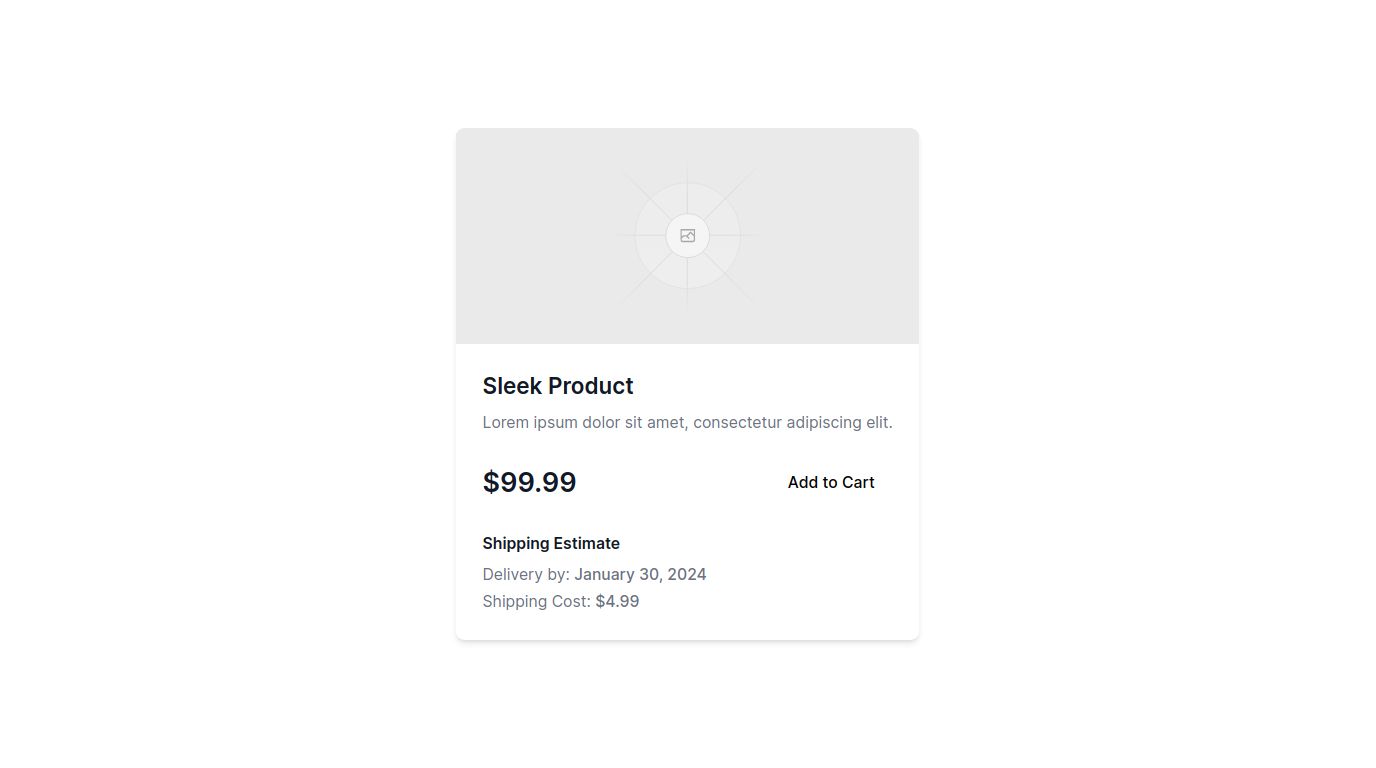 Sleek Product
Lorem ipsum dolor sit amet, consectetur adipiscing elit.
$99.99
Add to Cart
Shipping Estimate
Delivery by: January 30, 2024
Shipping Cost: $4.99